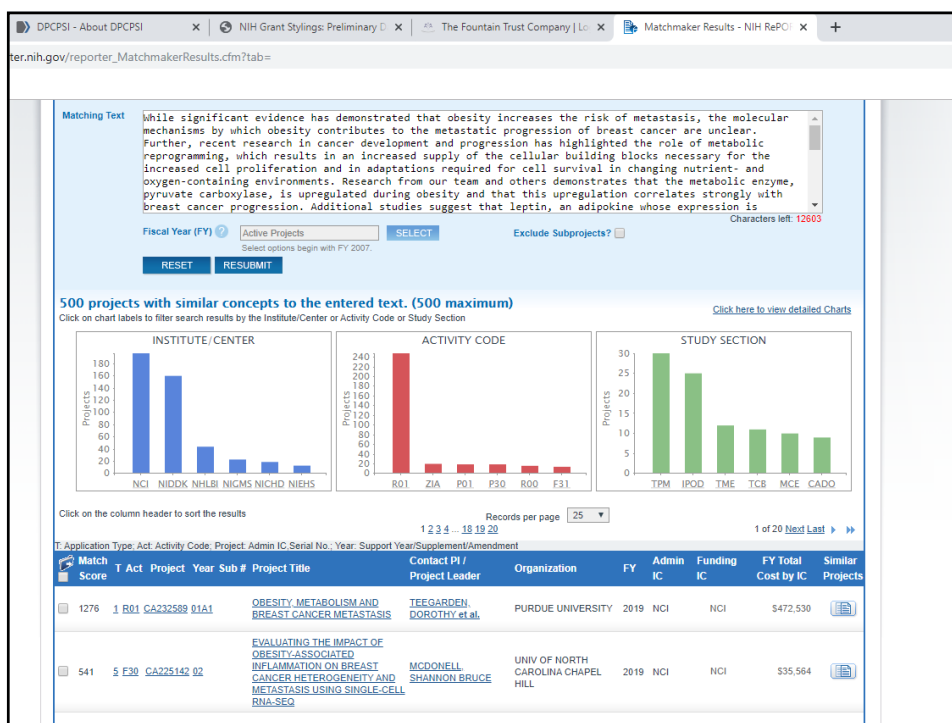 DPCPSI - About DPCPSI
NIH Grant Stylings: Preliminary D
The Fountain Trust Company | Lo
Matchmaker Results - NIH RePO
ter.nih.gov/reporter_MatchmakerResults.cfm?tab=
Matching Text
While significant evidence has demonstrated that obesity increases the risk of metastasis, the molecular
mechanisms by which obesity contributes to the metastatic progression of breast cancer are unclear.
Further, recent research in cancer development and progression has highlighted the role of metabolic
reprogramming, which results in an increased supply of the cellular building blocks necessary for the
increased cell proliferation and in adaptations required for cell survival in changing nutrient- and
oxygen-containing environments. Research from our team and others demonstrates that the metabolic enzyme,
pyruvate carboxylase, is upregulated during obesity and that this upregulation correlates strongly with
breast cancer progression. Additional studies suggest that leptin, an adipokine whose expression is
Characters left: 12603
Fiscal Year (FY) ? Active Projects SELECT Exclude Subprojects?
Select options begin with FY 2007.
RESET RESUBMIT
500 projects with similar concepts to the entered text. (500 maximum)
Click here to view detailed Charts
Click on chart labels to filter search results by the Institute/Center or Activity Code or Study Section
INSTITUTE/CENTER
Projects
180
160
140
120
100
80
60
40
20
0
NCI NIDDK NHLBI NIGMS NICHD NIEHS
ACTIVITY CODE
Projects
240
220
200
180
160
140
120
100
80
60
40
20
0
R01 ZIA P01 P30 R00 F31
STUDY SECTION
Projects
30
25
20
15
10
5
0
TPM IPOD TME TCB MCE CADO
Click on the column header to sort the results
Records per page 25
1 2 3 4 ... 18 19 20
1 of 20 Next Last
T: Application Type; Act: Activity Code; Project: Admin IC,Serial No.; Year: Support Year/Supplement/Amendment
Match Score T Act Project Year Sub # Project Title Contact PI / Project Leader Organization FY Admin IC Funding IC FY Total Cost by IC Similar Projects
1276 1 R01 CA232589 01A1 OBESITY, METABOLISM AND BREAST CANCER METASTASIS TEEGARDEN, DOROTHY et al. PURDUE UNIVERSITY 2019 NCI NCI $472,530
541 5 F30 CA225142 02 EVALUATING THE IMPACT OF OBESITY-ASSOCIATED INFLAMMATION ON BREAST CANCER HETEROGENEITY AND METASTASIS USING SINGLE-CELL RNA-SEQ MCDONELL, SHANNON BRUCE UNIV OF NORTH CAROLINA CHAPEL HILL 2019 NCI NCI $35,564